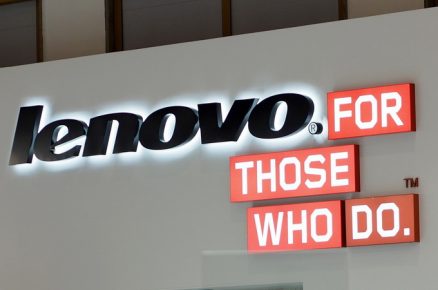 lenovo.® FOR
THOSE ™
WHO DO.